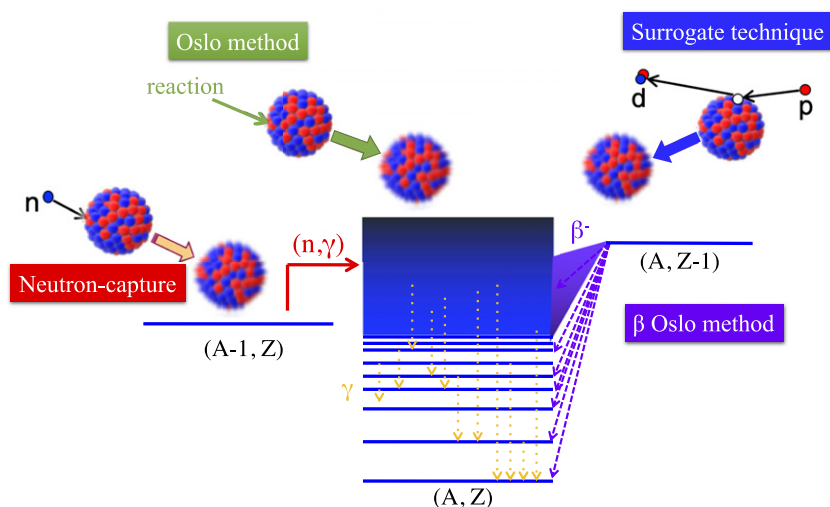 Oslo method
Surrogate technique
reaction
d
p
n
(n,γ)
β-
Neutron-capture
(A, Z-1)
(A-1, Z)
β Oslo method
γ
(A, Z)